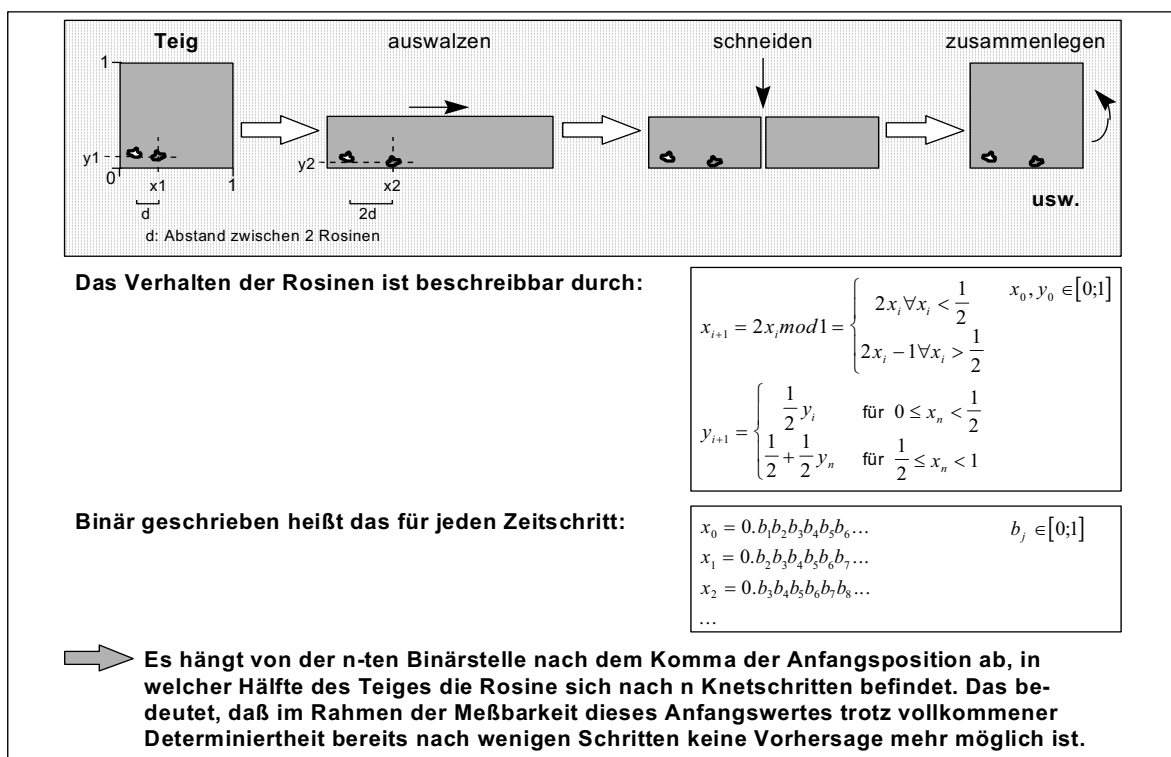 Teig auswalzen schneiden zusammenlegen
1
y1
0 x1 1
d
y2
x2
2d
usw.
d: Abstand zwischen 2 Rosinen
Das Verhalten der Rosinen ist beschreibbar durch:
x_{i+1} = 2x_i mod1 = { 2x_i ∀x_i < 1/2 x_0, y_0 ∈ [0;1]
2x_i − 1∀x_i > 1/2
y_{i+1} = { 1/2 y_i für 0 ≤ x_n < 1/2
1/2 + 1/2 y_n für 1/2 ≤ x_n < 1
Binär geschrieben heißt das für jeden Zeitschritt:
x_0 = 0.b_1b_2b_3b_4b_5b_6... b_j ∈ [0;1]
x_1 = 0.b_2b_3b_4b_5b_6b_7...
x_2 = 0.b_3b_4b_5b_6b_7b_8...
...
Es hängt von der n-ten Binärstelle nach dem Komma der Anfangsposition ab, in
welcher Hälfte des Teiges die Rosine sich nach n Knetschritten befindet. Das be-
deutet, daß im Rahmen der Meßbarkeit dieses Anfangswertes trotz vollkommener
Determiniertheit bereits nach wenigen Schritten keine Vorhersage mehr möglich ist.